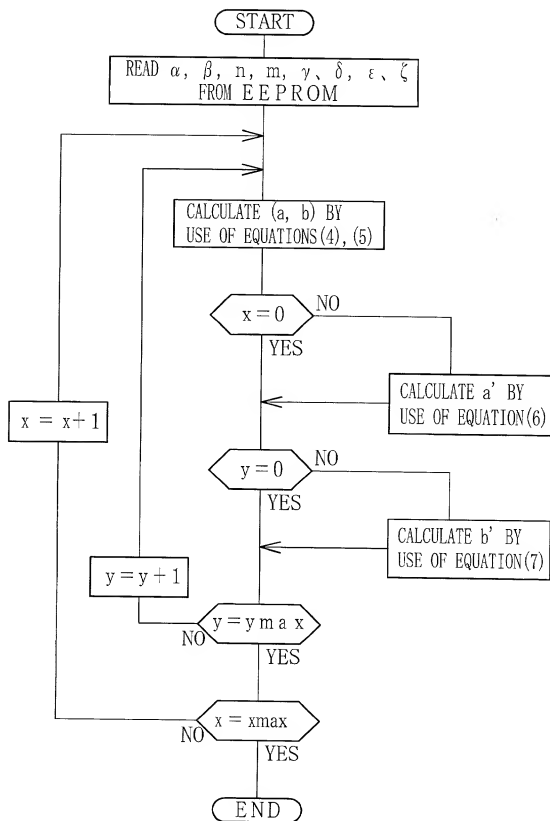 START
READ α, β, n, m, γ、δ, ε、ζ
FROM EEPROM
CALCULATE (a, b) BY
USE OF EQUATIONS(4), (5)
x = 0
NO
YES
CALCULATE a' BY
USE OF EQUATION(6)
x = x+1
y = 0
NO
YES
CALCULATE b' BY
USE OF EQUATION(7)
y = y + 1
y = y m a x
NO
YES
x = xmax
NO
YES
END